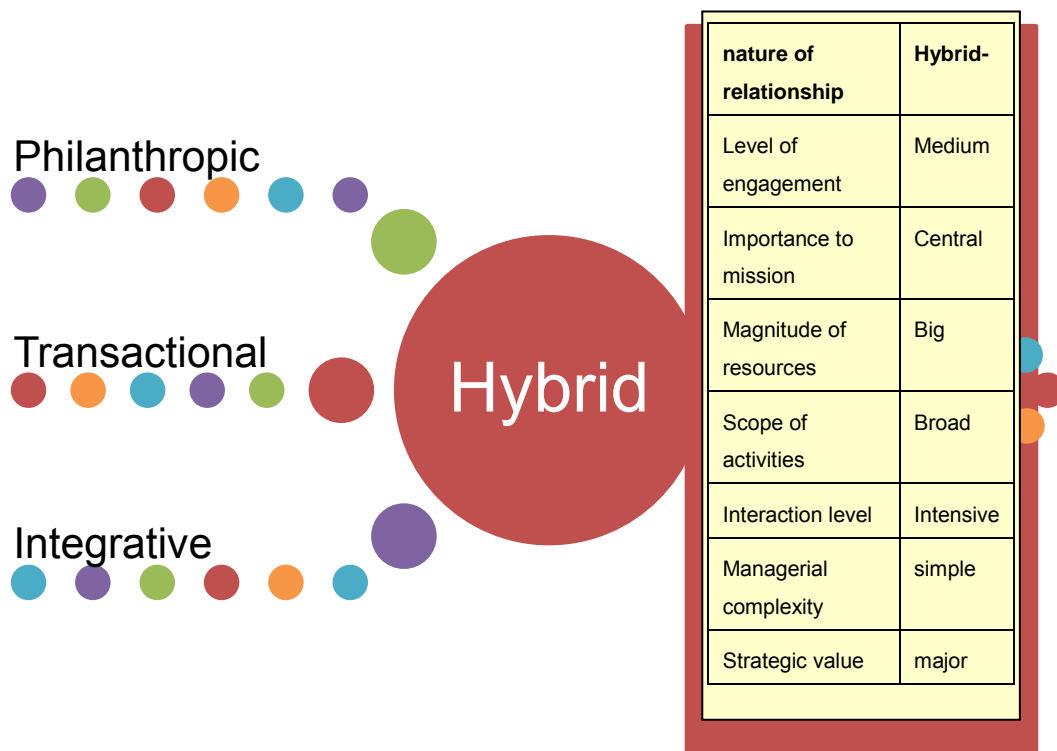 Philanthropic
Transactional
Integrative
Hybrid
nature of Hybrid-
relationship
Level of Medium
engagement
Importance to Central
mission
Magnitude of Big
resources
Scope of Broad
activities
Interaction level Intensive
Managerial simple
complexity
Strategic value major